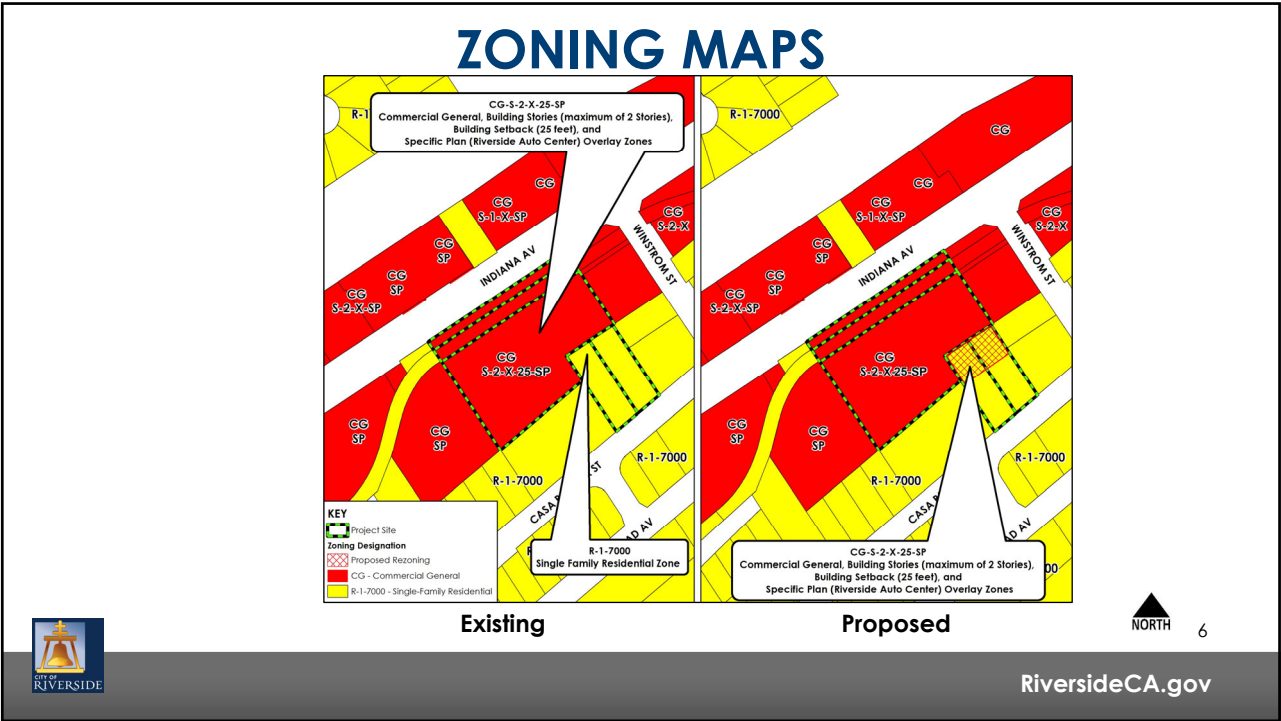 ZONING MAPS
CG-S-2-X-25-SP
Commercial General, Building Stories (maximum of 2 Stories),
Building Setback (25 feet), and
Specific Plan (Riverside Auto Center) Overlay Zones
R-1
CG
CG
S-1-X-SP
CG
SP
CG
SP
CG
S-2-X-SP
INDIANA AV
WINSTROM ST
CG
S-2-X
CG
S-2-X-25-SP
CG
SP
CG
SP
R-1-7000
R-1-7000
CASA
ST
AD AV
R-1-7000
Single Family Residential Zone
KEY
Project Site
Zoning Designation
Proposed Rezoning
CG - Commercial General
R-1-7000 - Single-Family Residential
Existing
R-1-7000
CG
CG
CG
S-1-X-SP
CG
SP
CG
SP
CG
S-2-X-SP
INDIANA AV
WINSTROM ST
CG
S-2-X
CG
S-2-X-25-SP
CG
SP
CG
SP
R-1-7000
R-1-7000
CASA
AD AV
00
CG-S-2-X-25-SP
Commercial General, Building Stories (maximum of 2 Stories),
Building Setback (25 feet), and
Specific Plan (Riverside Auto Center) Overlay Zones
Proposed
NORTH
6
CITY OF
RIVERSIDE
RiversideCA.gov